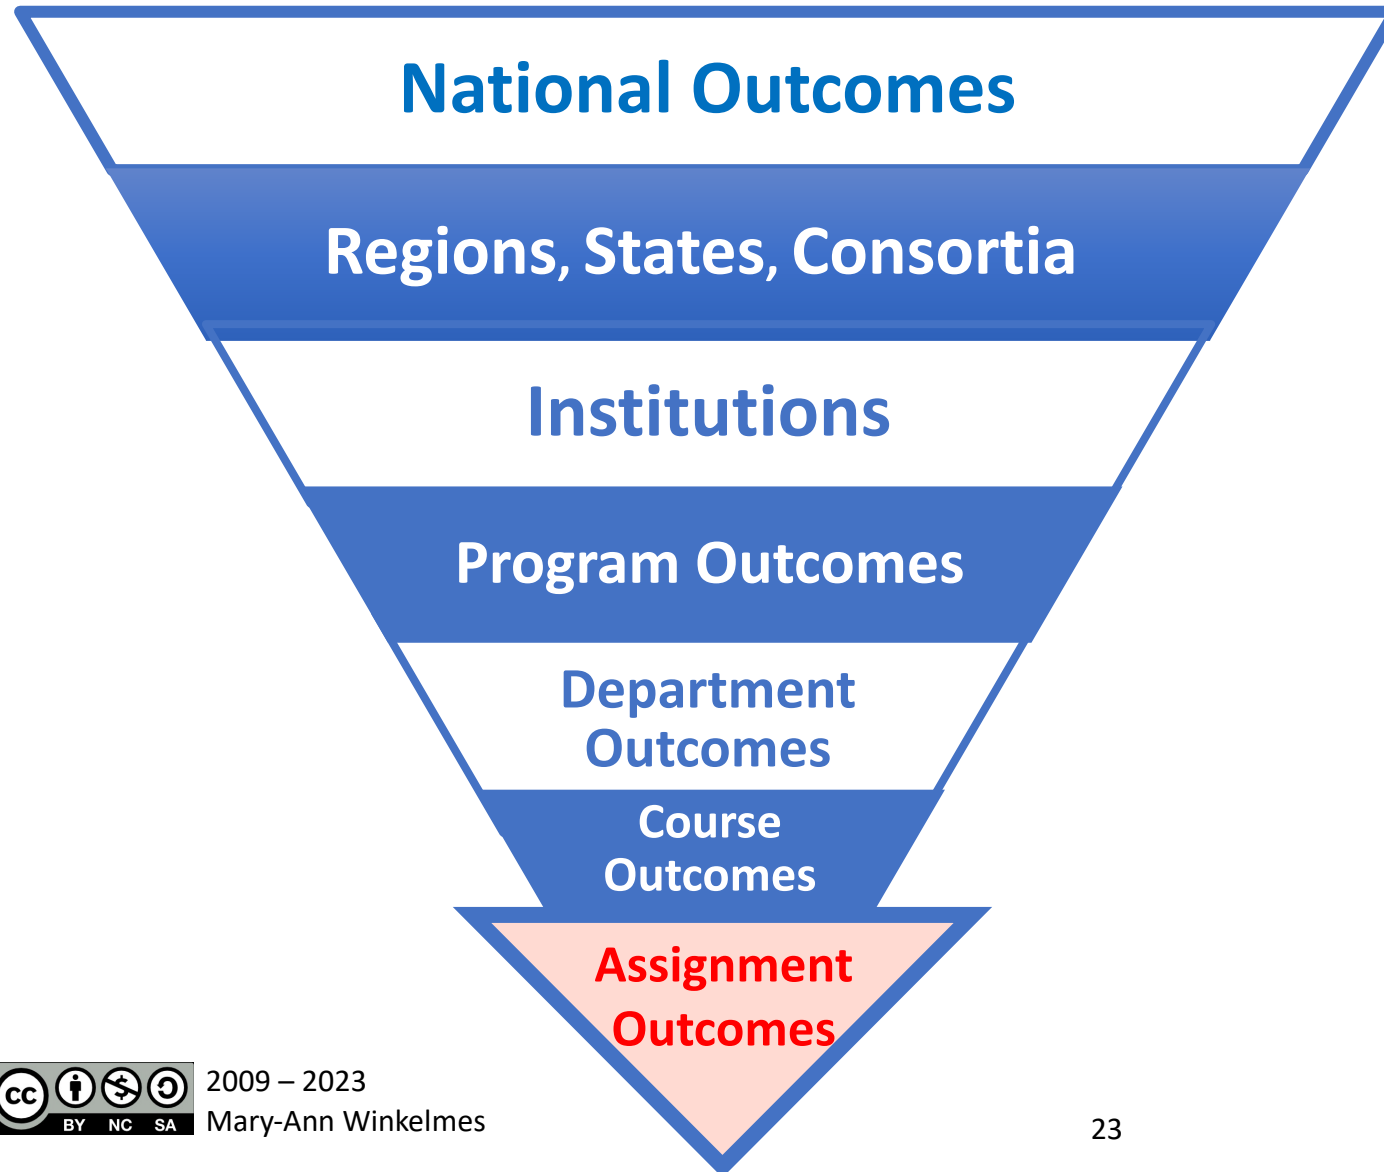 National Outcomes
Regions, States, Consortia
Institutions
Program Outcomes
Department
Outcomes
Course
Outcomes
Assignment
Outcomes
cc
BY NC SA
2009 – 2023
Mary-Ann Winkelmes
23